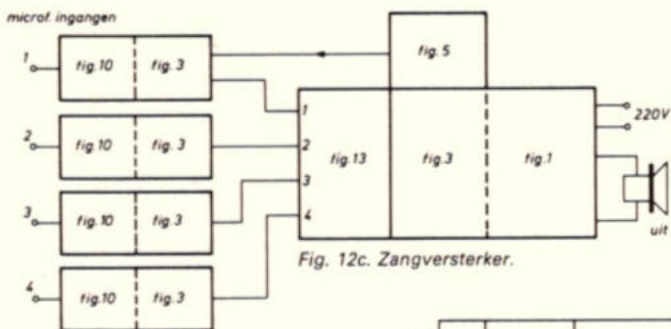 microf. ingangen
1 fig. 10 fig. 3 fig. 5
2 fig. 10 fig. 3
3 fig. 10 fig. 3
4 fig. 10 fig. 3
1
2
3
4
fig. 13 fig. 3 fig. 1
220V
uit
Fig. 12c. Zangversterker.